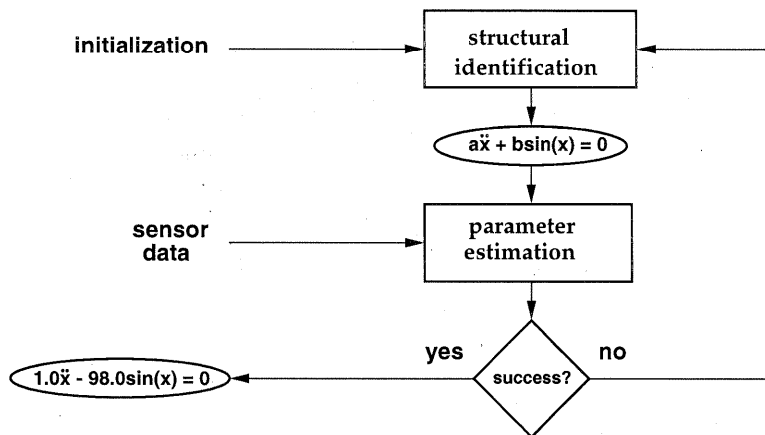 initialization
structural
identification
aẍ + bsin(x) = 0
sensor
data
parameter
estimation
yes
no
success?
1.0ẍ - 98.0sin(x) = 0